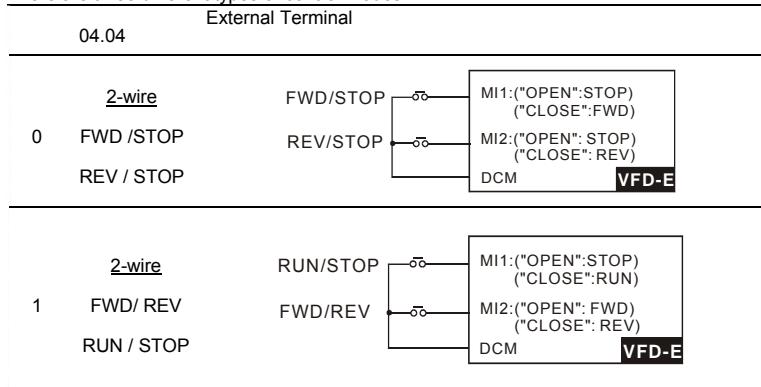 External Terminal
04.04
2-wire
0 FWD /STOP
REV / STOP
FWD/STOP
REV/STOP
MI1:("OPEN":STOP)
("CLOSE":FWD)
MI2:("OPEN": STOP)
("CLOSE": REV)
DCM VFD-E
2-wire
1 FWD/ REV
RUN / STOP
RUN/STOP
FWD/REV
MI1:("OPEN":STOP)
("CLOSE":RUN)
MI2:("OPEN": FWD)
("CLOSE": REV)
DCM VFD-E